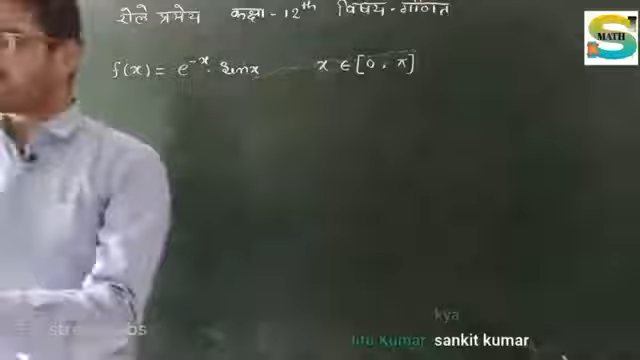 रोले प्रमेय कक्षा - 12th विषय - गणित
f(x) = e^-x . sinx x ∈ [0, π]
S
MATH
K
kya
sankit kumar